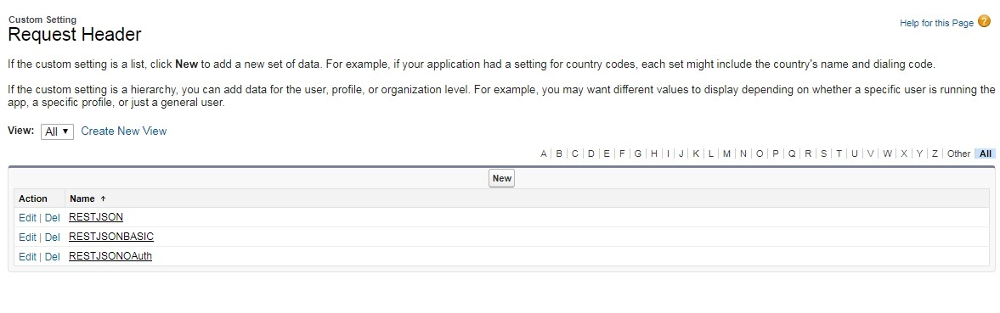 Custom Setting
Request Header
Help for this Page ?
If the custom setting is a list, click New to add a new set of data. For example, if your application had a setting for country codes, each set might include the country's name and dialing code.
If the custom setting is a hierarchy, you can add data for the user, profile, or organization level. For example, you may want different values to display depending on whether a specific user is running the
app, a specific profile, or just a general user.
View: All ▼ Create New View
A | B | C | D | E | F | G | H | I | J | K | L | M | N | O | P | Q | R | S | T | U | V | W | X | Y | Z | Other | All
New
Action Name ↑
Edit | Del RESTJSON
Edit | Del RESTJSONBASIC
Edit | Del RESTJSONOAuth